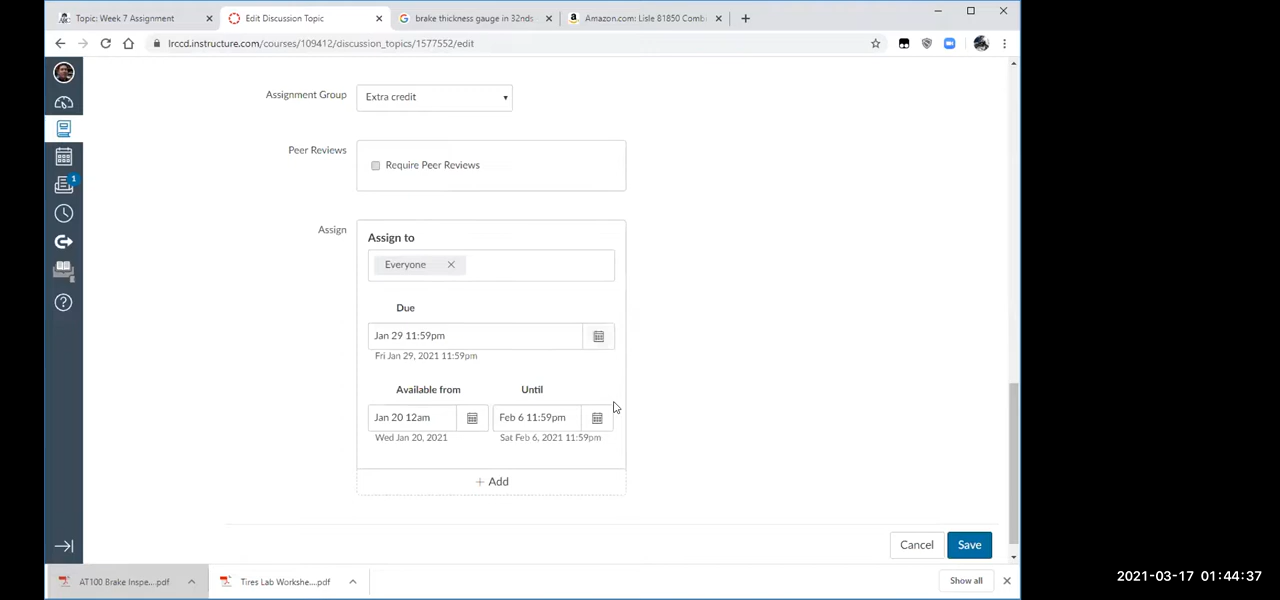 Topic: Week 7 Assignment
Edit Discussion Topic
brake thickness gauge in 32nds
Amazon.com: Lisle 81850 Comb
lrccd.instructure.com/courses/109412/discussion_topics/1577552/edit
Assignment Group
Extra credit
Peer Reviews
Require Peer Reviews
1
Assign
Assign to
Everyone
Due
Jan 29 11:59pm
Fri Jan 29, 2021 11:59pm
Available from
Until
Jan 20 12am
Feb 6 11:59pm
Wed Jan 20, 2021
Sat Feb 6, 2021 11:59pm
+ Add
Cancel
Save
AT100 Brake Inspe....pdf
Tires Lab Workshe....pdf
Show all
2021-03-17 01:44:37